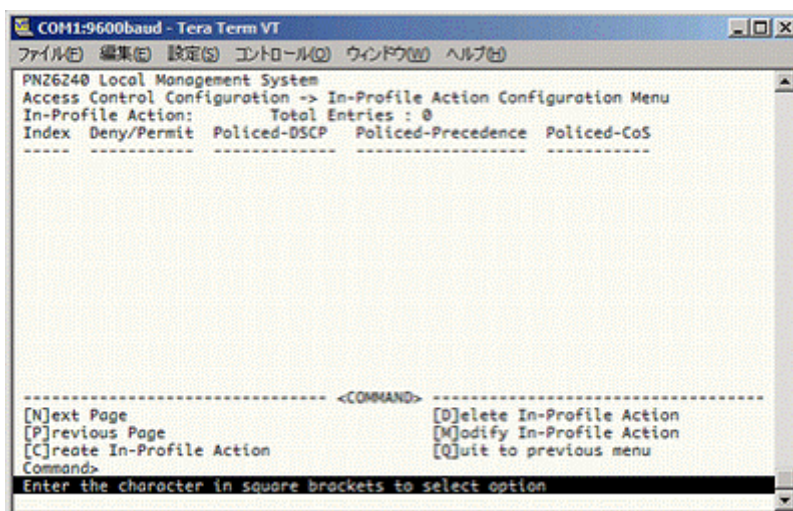 COM1:9600baud - Tera Term VT
ファイル(F) 編集(E) 設定(S) コントロール(O) ウィンドウ(W) ヘルプ(H)
PN26240 Local Management System
Access Control Configuration -> In-Profile Action Configuration Menu
In-Profile Action: Total Entries : 0
Index Deny/Permit Policed-DSCP Policed-Precedence Policed-CoS
----- ----------- ------------- ------------------ -----------
-------------------------------- <COMMAND> -----------------------------------
[N]ext Page [D]elete In-Profile Action
[P]revious Page [M]odify In-Profile Action
[C]reate In-Profile Action [Q]uit to previous menu
Command>
Enter the character in square brackets to select option